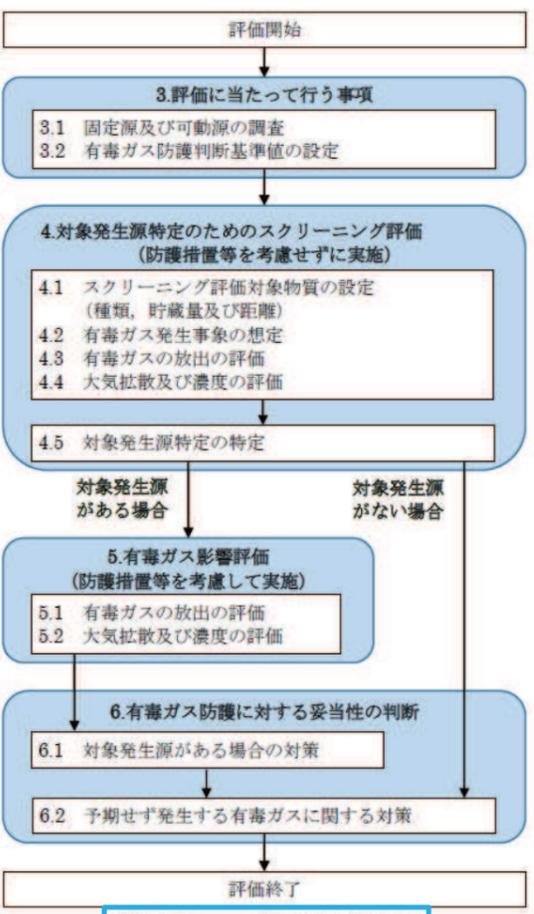 評価開始
3.評価に当たって行う事項
3.1 固定源及び可動源の調査
3.2 有毒ガス防護判断基準値の設定
4.対象発生源特定のためのスクリーニング評価
(防護措置等を考慮せずに実施)
4.1 スクリーニング評価対象物質の設定
(種類，貯蔵量及び距離)
4.2 有毒ガス発生事象の想定
4.3 有毒ガスの放出の評価
4.4 大気拡散及び濃度の評価
4.5 対象発生源特定の特定
対象発生源
がある場合
対象発生源
がない場合
5.有毒ガス影響評価
(防護措置等を考慮して実施)
5.1 有毒ガスの放出の評価
5.2 大気拡散及び濃度の評価
6.有毒ガス防護に対する妥当性の判断
6.1 対象発生源がある場合の対策
6.2 予期せず発生する有毒ガスに関する対策
評価終了